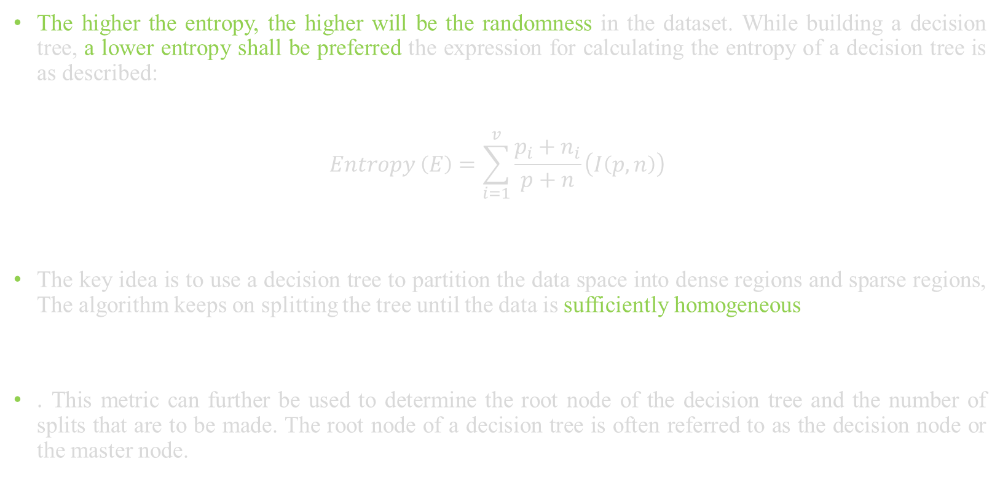 • The higher the entropy, the higher will be the randomness in the dataset. While building a decision
tree, a lower entropy shall be preferred the expression for calculating the entropy of a decision tree is
as described:
Entropy (E) = \sum_{i=1}^{v} \frac{p_i + n_i}{p + n} (I(p, n))
• The key idea is to use a decision tree to partition the data space into dense regions and sparse regions,
The algorithm keeps on splitting the tree until the data is sufficiently homogeneous
• . This metric can further be used to determine the root node of the decision tree and the number of
splits that are to be made. The root node of a decision tree is often referred to as the decision node or
the master node.